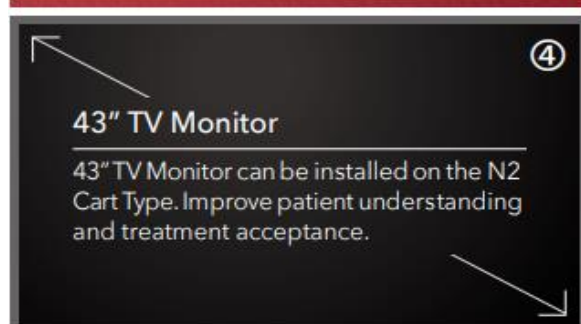 ④
43” TV Monitor
43” TV Monitor can be installed on the N2
Cart Type. Improve patient understanding
and treatment acceptance.